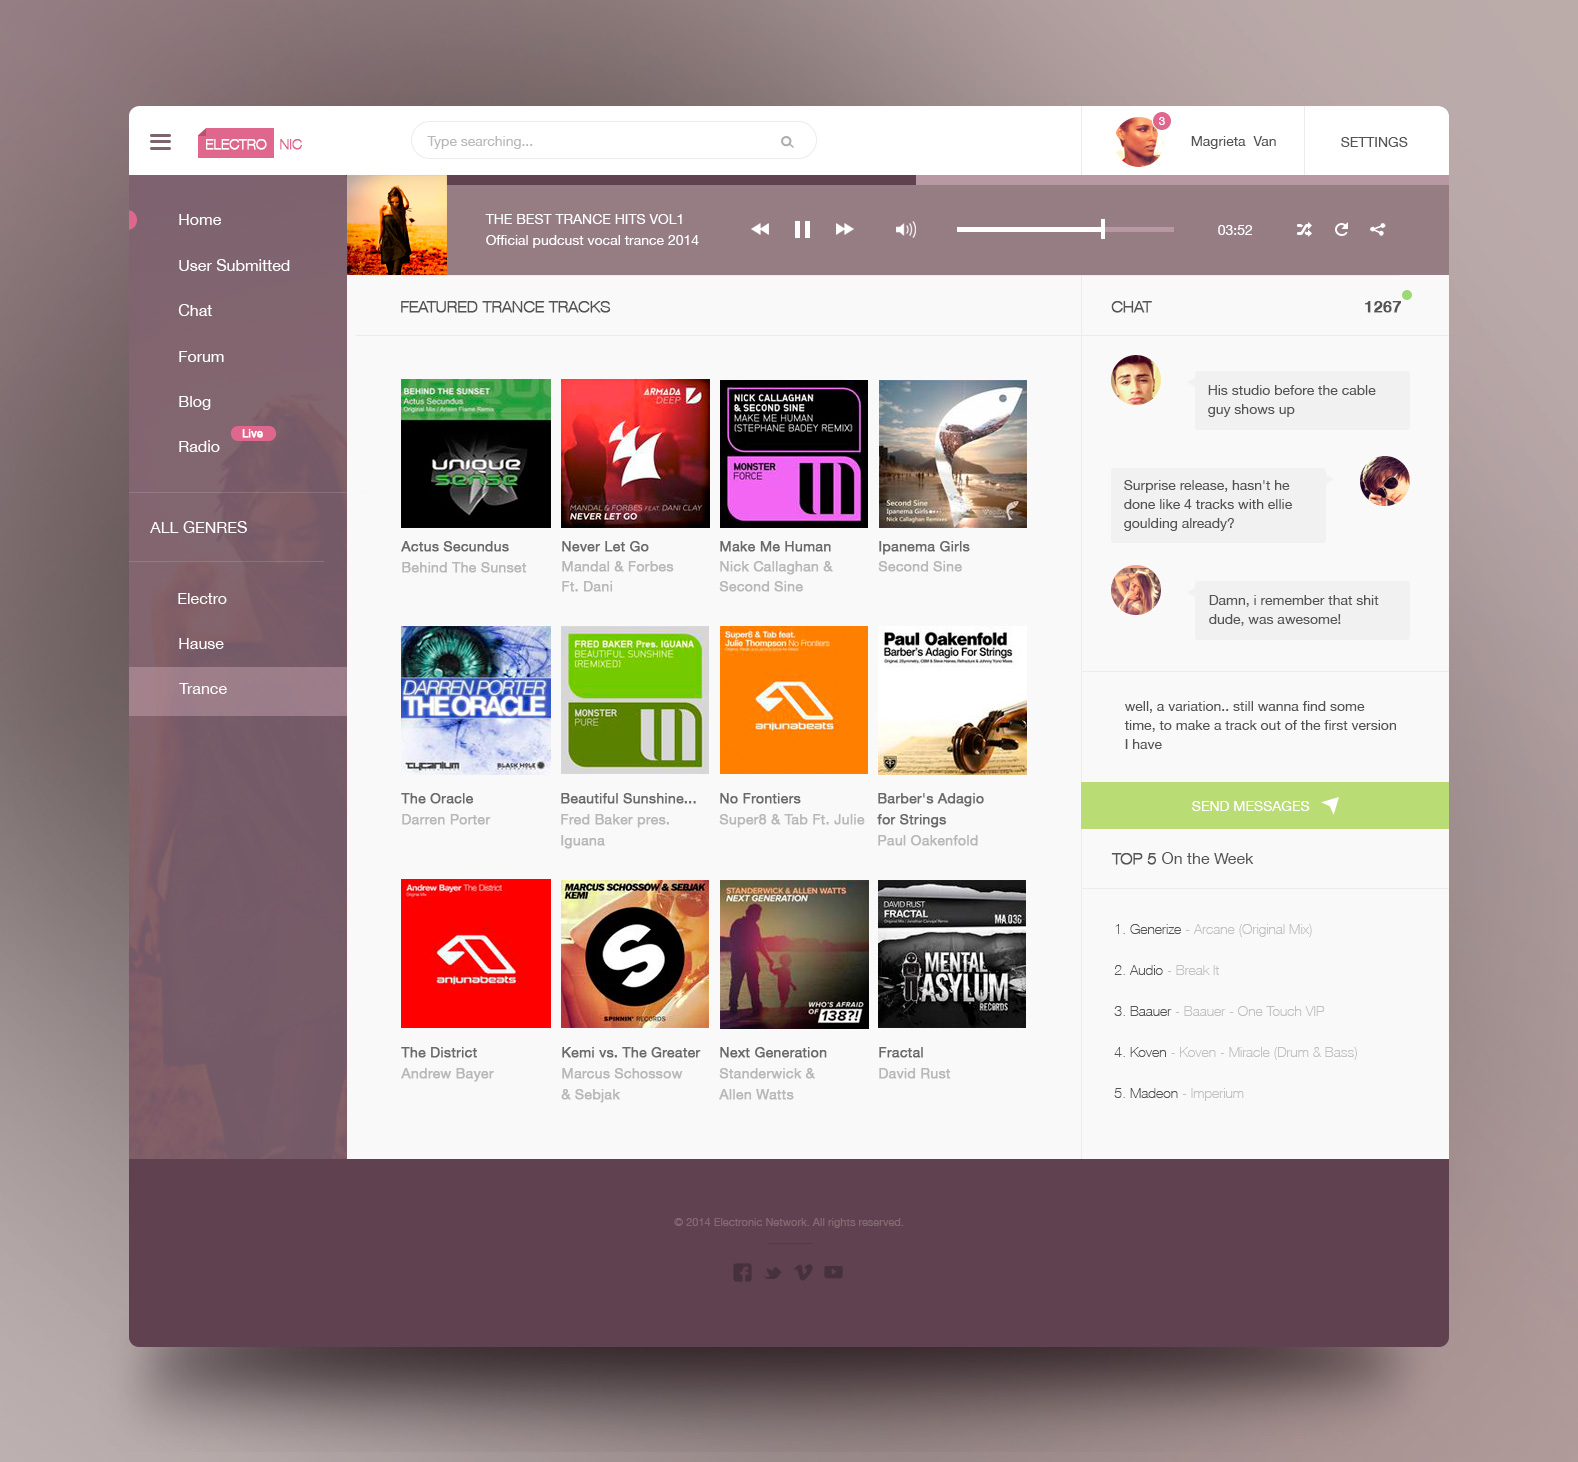 ELECTRO NIC
Type searching...
3
Magrieta Van
SETTINGS
Home
User Submitted
Chat
Forum
Blog
Radio
Live
ALL GENRES
Electro
Hause
Trance
THE BEST TRANCE HITS VOL1
Official pudcust vocal trance 2014
03:52
FEATURED TRANCE TRACKS
BEHIND THE SUNSET
Actus Secundus
Original Mix / Artisen Flame Remix
UNIQUE
SENSE
Actus Secundus
Behind The Sunset
ARMADA
DEEP
MANDAL & FORBES FEAT. DANI CLAY
NEVER LET GO
Never Let Go
Mandal & Forbes
Ft. Dani
NICK CALLAGHAN
& SECOND SINE
MAKE ME HUMAN
(STEPHANE BADEY REMIX)
MONSTER
FORCE
Make Me Human
Nick Callaghan &
Second Sine
Second Sine
Ipanema Girls
Nick Callaghan Remixes
Ipanema Girls
Second Sine
DARREN PORTER
THE ORACLE
TYTANIUM
BLACK HOLE
The Oracle
Darren Porter
FRED BAKER Pres. IGUANA
BEAUTIFUL SUNSHINE
(REMIXED)
MONSTER
PURE
Beautiful Sunshine...
Fred Baker pres.
Iguana
Super8 & Tab feat.
Julie Thompson No Frontiers
anjunabeats
No Frontiers
Super8 & Tab Ft. Julie
Paul Oakenfold
Barber's Adagio For Strings
Barber's Adagio
for Strings
Paul Oakenfold
Andrew Bayer The District
Original Mix
anjunabeats
The District
Andrew Bayer
MARCUS SCHOSSOW & SEBJAK
KEMI
S
SPINNIN' RECORDS
Kemi vs. The Greater
Marcus Schossow
& Sebjak
STANDERWICK & ALLEN WATTS
NEXT GENERATION
WHO'S AFRAID
OF 138?!
Next Generation
Standerwick &
Allen Watts
DAVID RUST
FRACTAL
MA036
MENTAL
ASYLUM
RECORDS
Fractal
David Rust
CHAT
1267
His studio before the cable
guy shows up
Surprise release, hasn't he
done like 4 tracks with ellie
goulding already?
Damn, i remember that shit
dude, was awesome!
well, a variation.. still wanna find some
time, to make a track out of the first version
I have
SEND MESSAGES
TOP 5 On the Week
1. Generize - Arcane (Original Mix)
2. Audio - Break It
3. Baauer - Baauer - One Touch VIP
4. Koven - Koven - Miracle (Drum & Bass)
5. Madeon - Imperium
© 2014 Electronic Network. All rights reserved.